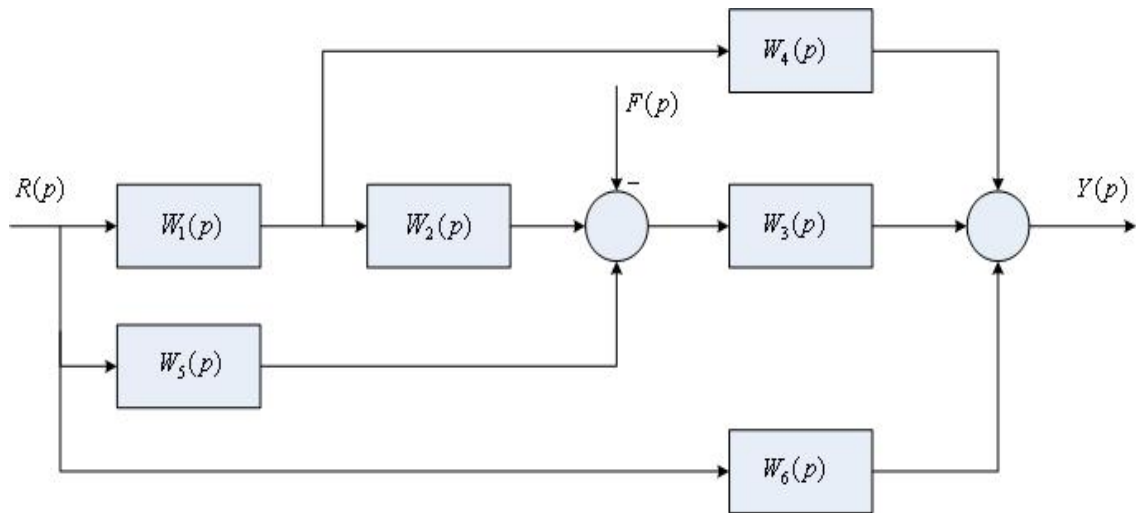 W₄(p)
F(p)
−
R(p)
Y(p)
W₁(p)
W₂(p)
W₃(p)
W₅(p)
W₆(p)